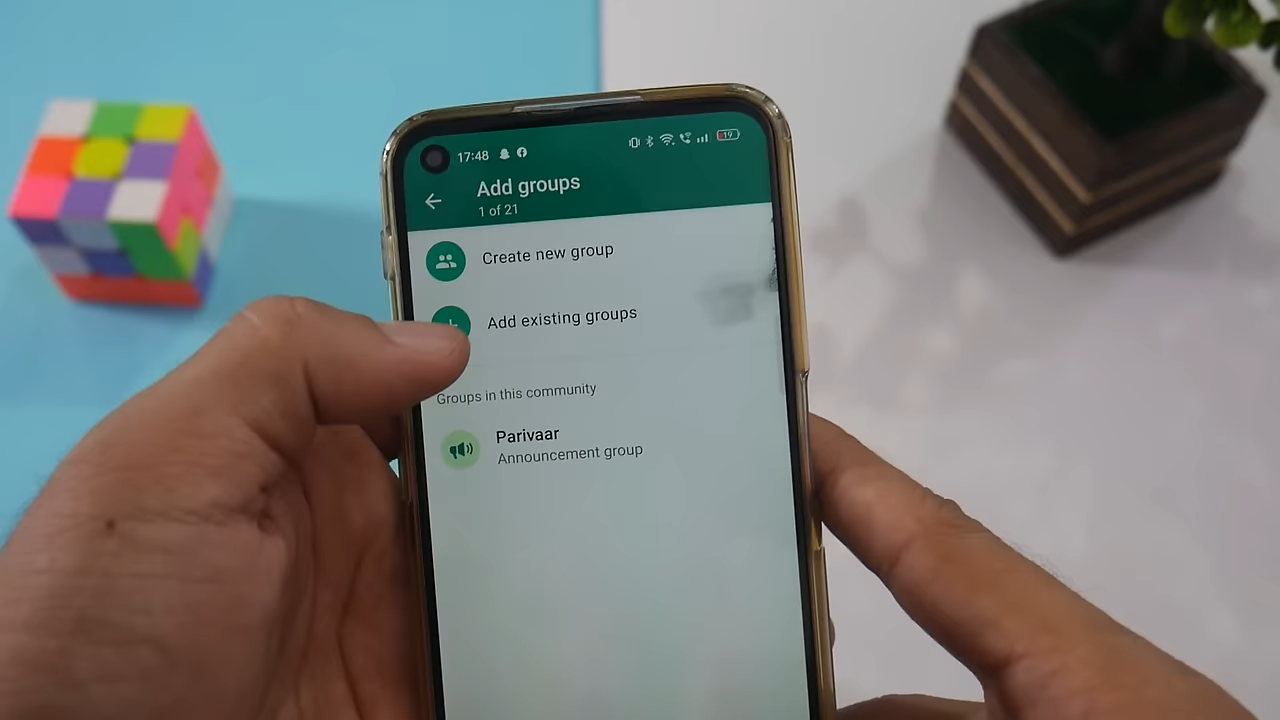 17:48
19
Add groups
1 of 21
Create new group
Add existing groups
Groups in this community
Parivaar
Announcement group